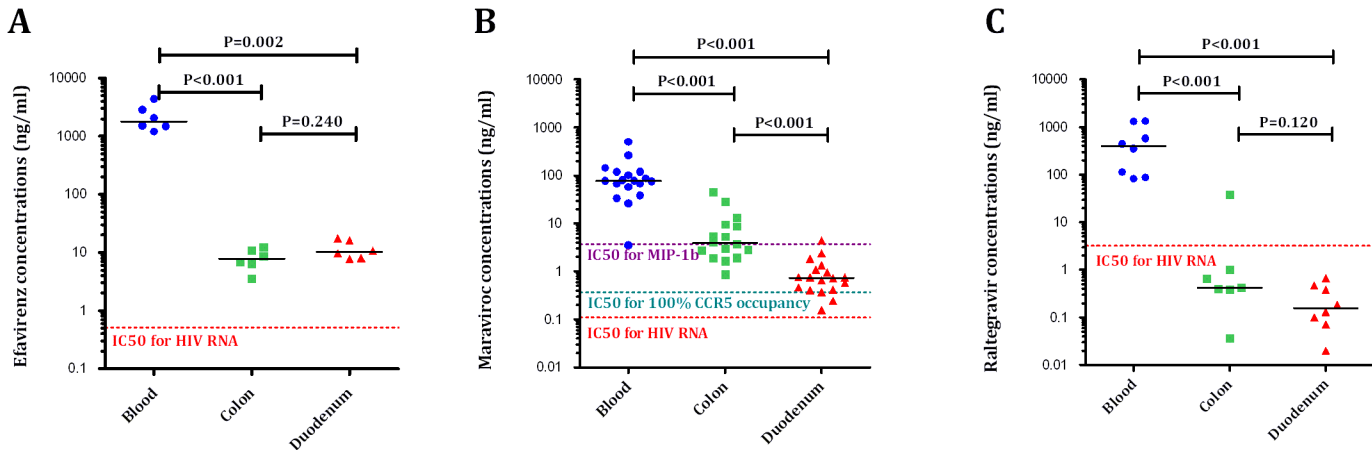 A
P=0.002
P<0.001
P=0.240
Efavirenz concentrations (ng/ml)
10000
1000
100
10
1
0.1
IC50 for HIV RNA
Blood
Colon
Duodenum
B
P<0.001
P<0.001
P<0.001
Maraviroc concentrations (ng/ml)
10000
1000
100
10
1
0.1
0.01
IC50 for MIP-1b
IC50 for 100% CCR5 occupancy
IC50 for HIV RNA
Blood
Colon
Duodenum
C
P<0.001
P<0.001
P=0.120
Raltegravir concentrations (ng/ml)
10000
1000
100
10
1
0.1
0.01
IC50 for HIV RNA
Blood
Colon
Duodenum